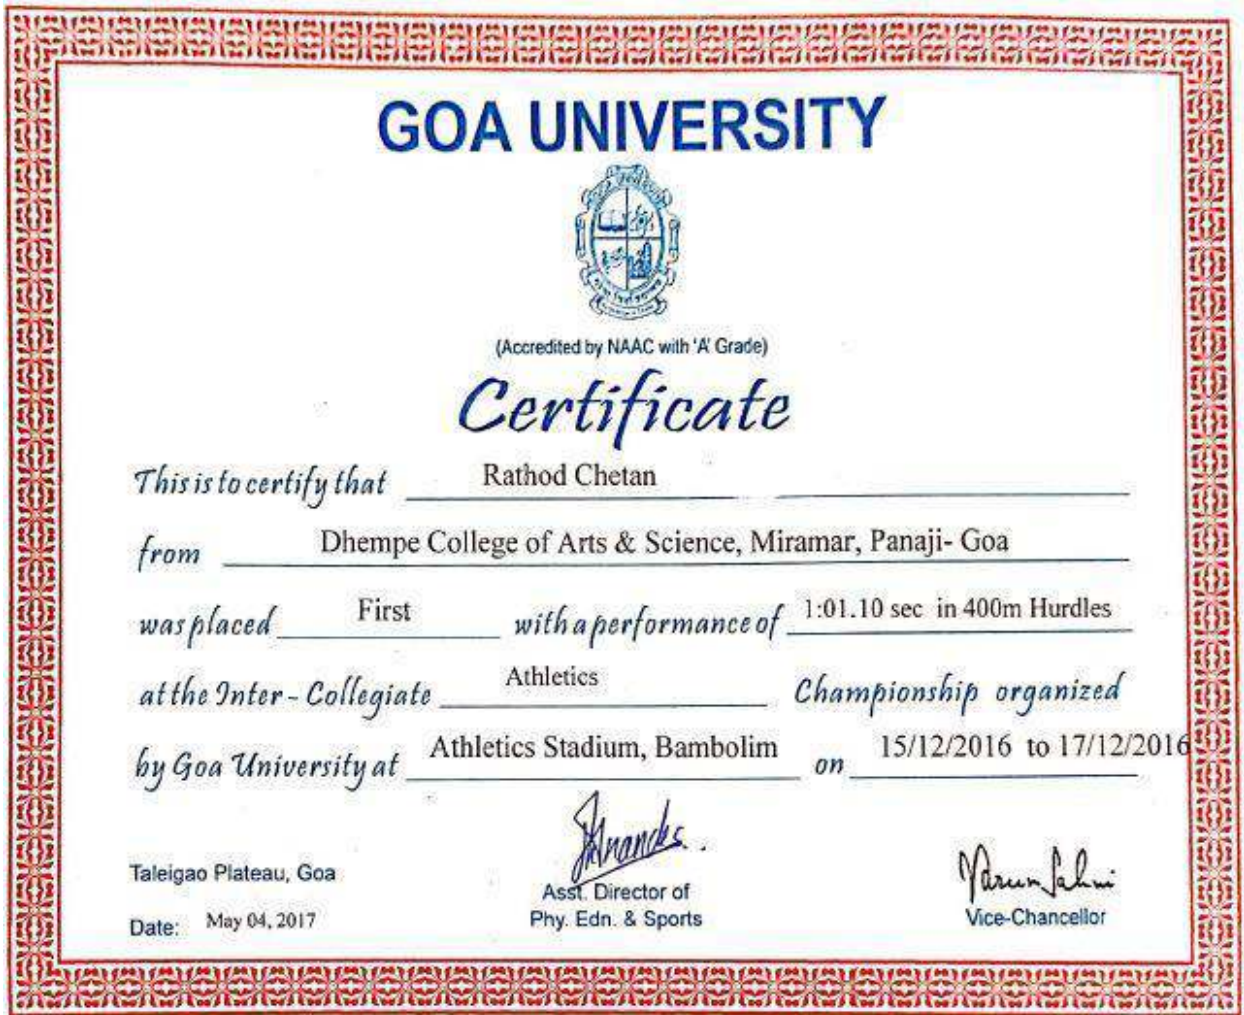 GOA UNIVERSITY
(Accredited by NAAC with 'A' Grade)
Certificate
This is to certify that Rathod Chetan
from Dhempe College of Arts & Science, Miramar, Panaji- Goa
was placed First with a performance of 1:01.10 sec in 400m Hurdles
at the Inter - Collegiate Athletics Championship organized
by Goa University at Athletics Stadium, Bambolim on 15/12/2016 to 17/12/2016
Varun Sahni
Taleigao Plateau, Goa
Asst. Director of
Date: May 04, 2017 Phy. Edn. & Sports Vice-Chancellor